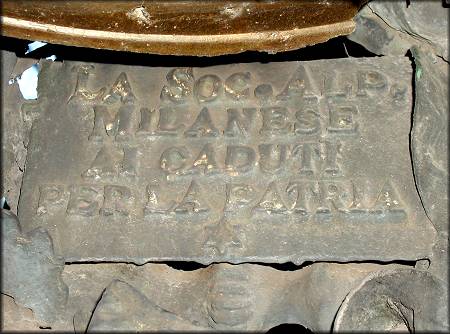 LA SOC. ALP.
MILANESE
AI CADUTI
PER LA PATRIA